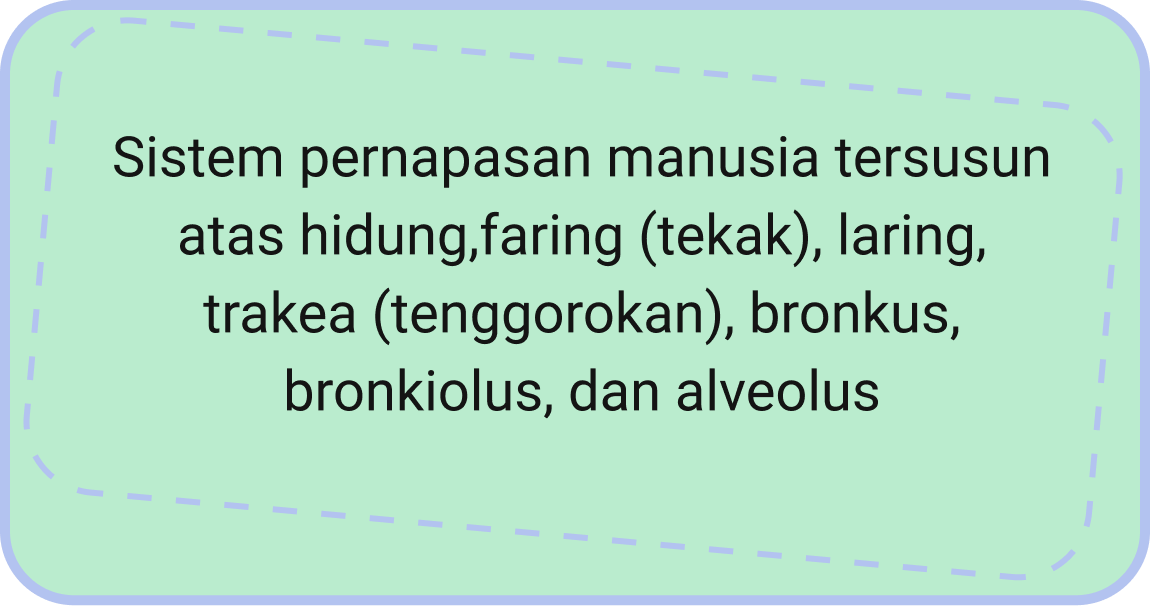 Sistem pernapasan manusia tersusun
atas hidung,faring (tekak), laring,
trakea (tenggorokan), bronkus,
bronkiolus, dan alveolus